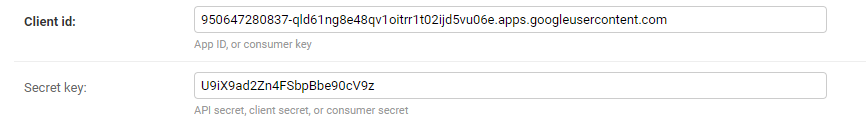 Client id: 950647280837-qld61ng8e48qv1oitrr1t02ijd5vu06e.apps.googleusercontent.com
App ID, or consumer key
Secret key: U9iX9ad2Zn4FSbpBbe90cV9z
API secret, client secret, or consumer secret